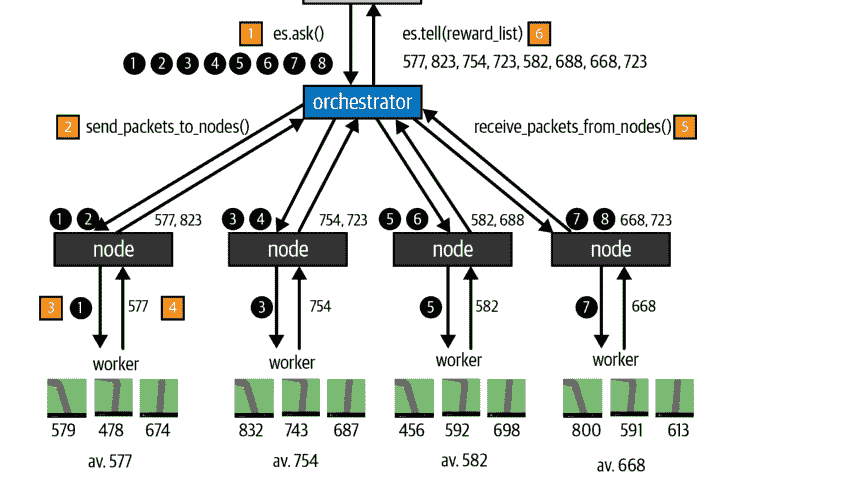 1 es.ask() es.tell(reward_list) 6
1 2 3 4 5 6 7 8 577, 823, 754, 723, 582, 688, 668, 723
orchestrator
2 send_packets_to_nodes() receive_packets_from_nodes() 5
1 2 577, 823 3 4 754, 723 5 6 582, 688 7 8 668, 723
node node node node
3 1 577 4 3 754 5 582 7 668
worker worker worker worker
579 478 674 832 743 687 456 592 698 800 591 613
av. 577 av. 754 av. 582 av. 668